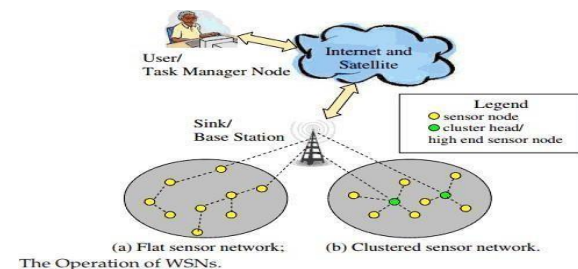 User/
Task Manager Node
Internet and
Satellite
Sink/
Base Station
Legend
sensor node
cluster head/
high end sensor node
(a) Flat sensor network;
(b) Clustered sensor network.
The Operation of WSNs.